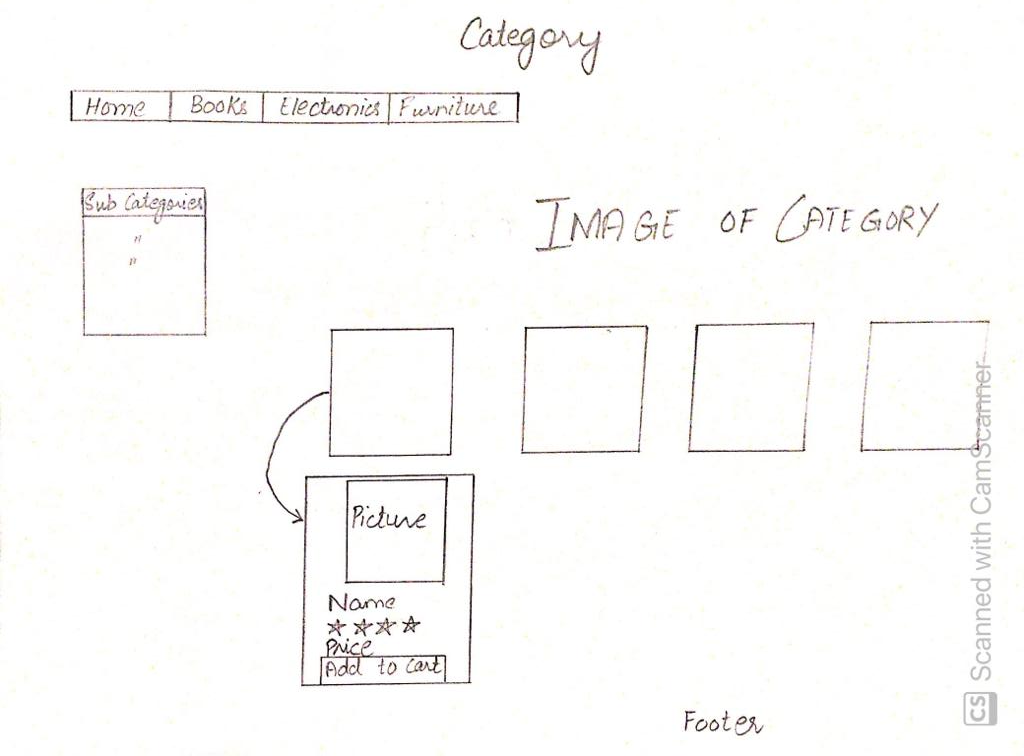 Category
Home Books Electronics Furniture
Sub Categories
"
"
IMAGE OF CATEGORY
Picture
Name
Price
Add to Cart
Footer
CS Scanned with CamScanner